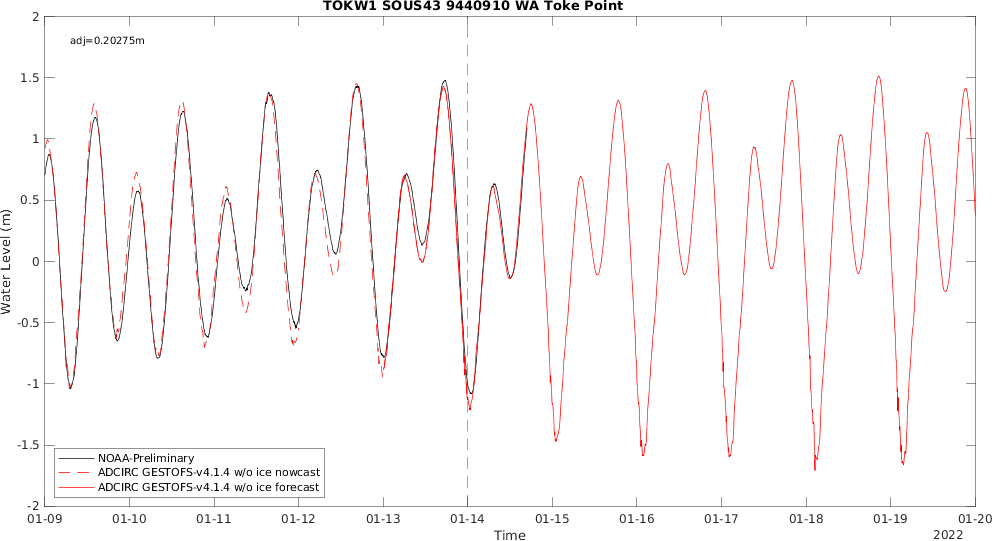 TOKW1 SOUS43 9440910 WA Toke Point
adj=0.20275m
2
1.5
1
0.5
0
-0.5
-1
-1.5
-2
Water Level (m)
NOAA-Preliminary
ADCIRC GESTOFS-v4.1.4 w/o ice nowcast
ADCIRC GESTOFS-v4.1.4 w/o ice forecast
01-09 01-10 01-11 01-12 01-13 01-14 01-15 01-16 01-17 01-18 01-19 01-20
Time
2022